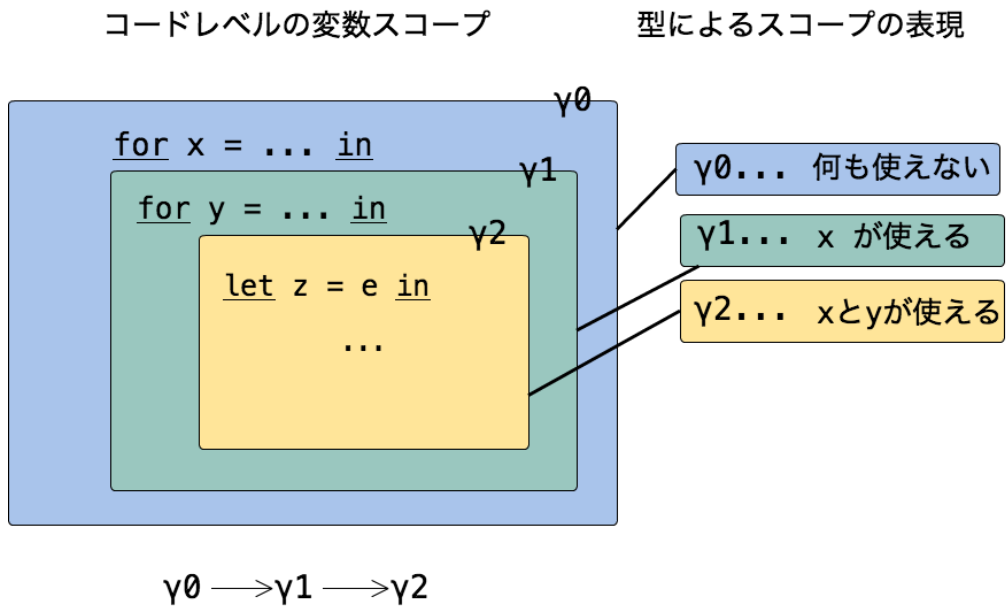 コードレベルの変数スコープ
型によるスコープの表現
γ0
for x = ... in
γ1
for y = ... in
γ2
let z = e in
...
γ0... 何も使えない
γ1... x が使える
γ2... xとyが使える
γ0 ⟶ γ1 ⟶ γ2